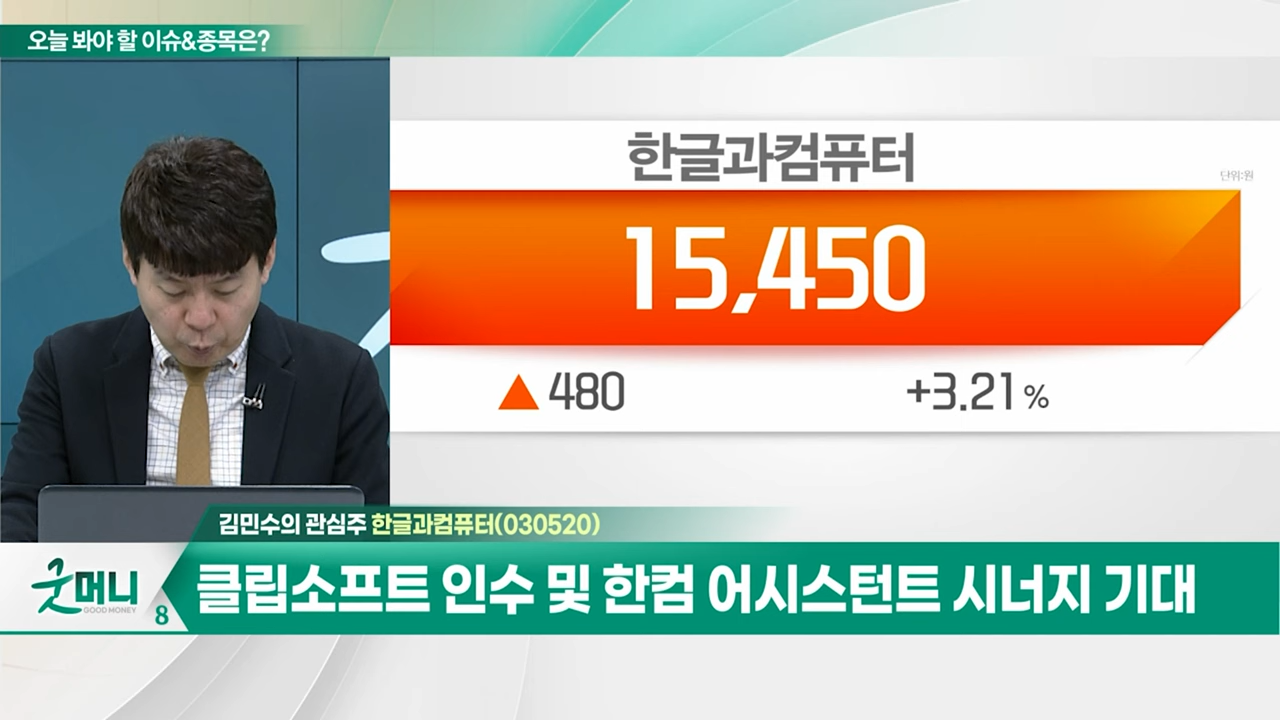 오늘 봐야 할 이슈&종목은?
한글과컴퓨터
단위:원
15,450
▲480 +3.21%
김민수의 관심주 한글과컴퓨터(030520)
클립소프트 인수 및 한컴 어시스턴트 시너지 기대
굿머니
GOOD MONEY
8